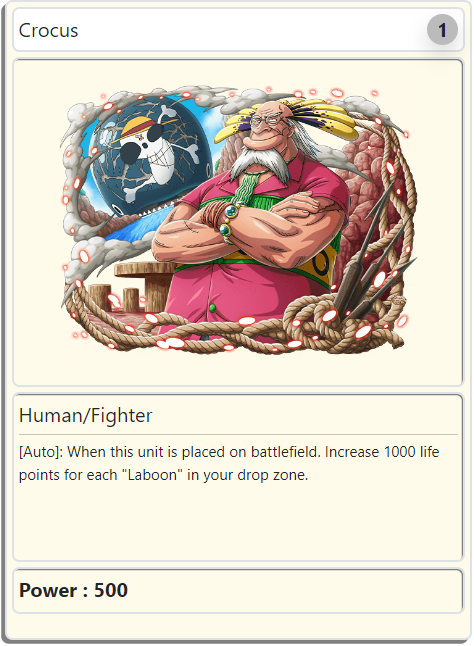 Crocus
1
Human/Fighter
[Auto]: When this unit is placed on battlefield. Increase 1000 life
points for each "Laboon" in your drop zone.
Power : 500